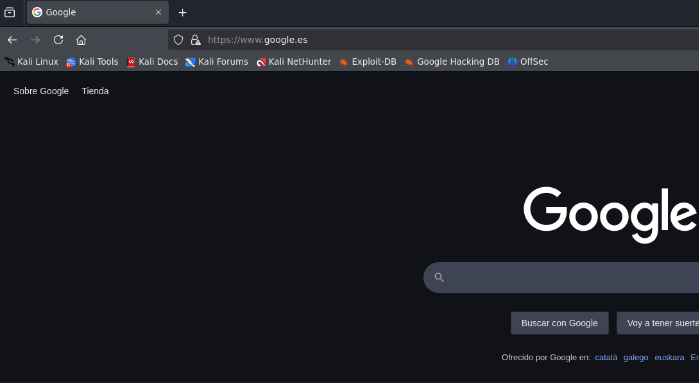 Google
https://www.google.es
Kali Linux Kali Tools Kali Docs Kali Forums Kali NetHunter Exploit-DB Google Hacking DB OffSec
Sobre Google Tienda
Google
Buscar con Google Voy a tener suerte
Ofrecido por Google en: català galego euskara En